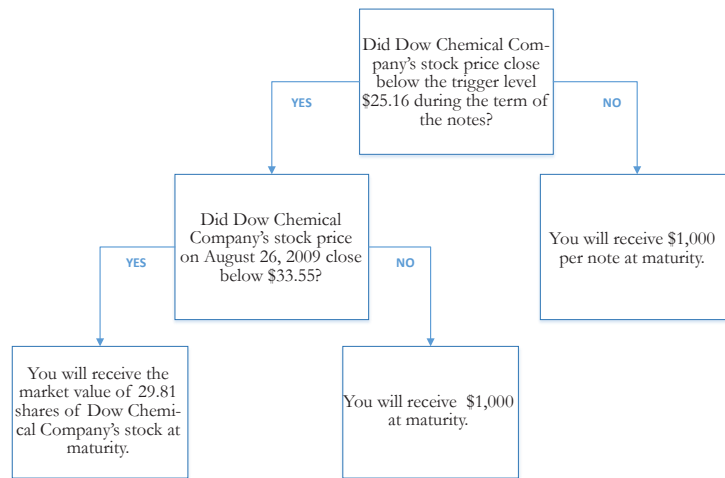 Did Dow Chemical Com-
pany's stock price close
below the trigger level
$25.16 during the term of
the notes?
YES
NO
Did Dow Chemical
Company's stock price
on August 26, 2009 close
below $33.55?
You will receive $1,000
per note at maturity.
YES
NO
You will receive the
market value of 29.81
shares of Dow Chemi-
cal Company's stock at
maturity.
You will receive $1,000
at maturity.